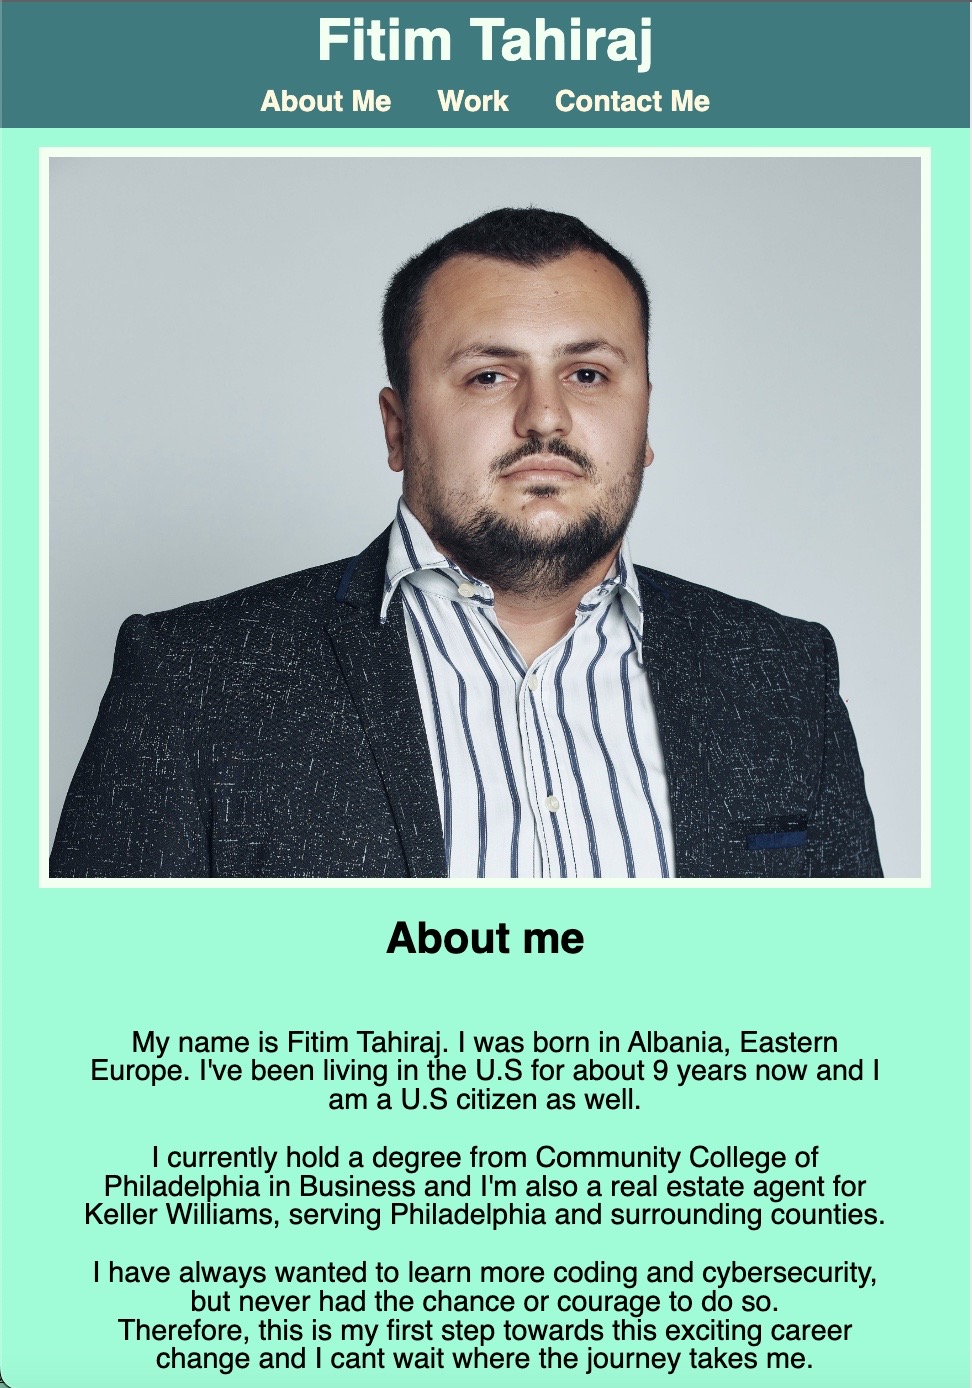 Fitim Tahiraj
About Me Work Contact Me
About me
My name is Fitim Tahiraj. I was born in Albania, Eastern
Europe. I've been living in the U.S for about 9 years now and I
am a U.S citizen as well.
I currently hold a degree from Community College of
Philadelphia in Business and I'm also a real estate agent for
Keller Williams, serving Philadelphia and surrounding counties.
I have always wanted to learn more coding and cybersecurity,
but never had the chance or courage to do so.
Therefore, this is my first step towards this exciting career
change and I cant wait where the journey takes me.